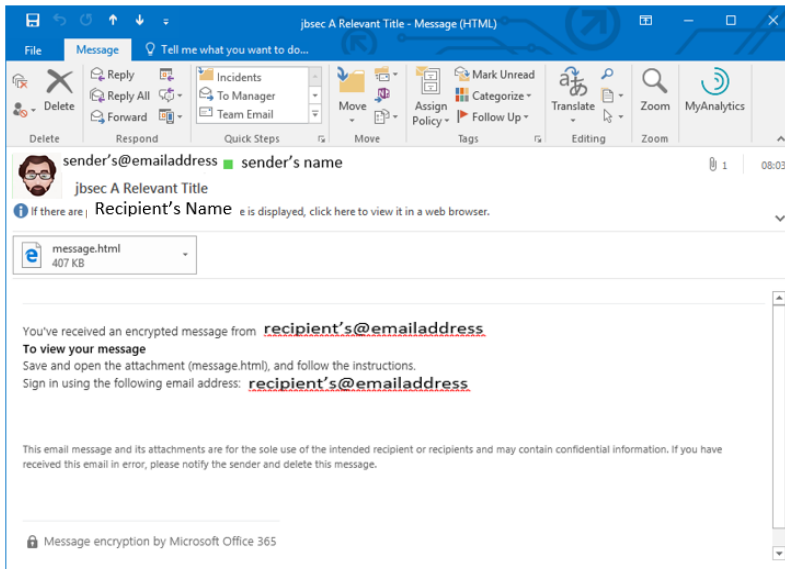 jbsec A Relevant Title - Message (HTML)
File Message Tell me what you want to do...
Delete
Reply
Reply All
Forward
Incidents
To Manager
Team Email
Move
Assign Policy
Mark Unread
Categorize
Follow Up
Translate
Zoom
MyAnalytics
Delete Respond Quick Steps Move Tags Editing Zoom
sender's@emailaddress sender's name
1 08:03
jbsec A Relevant Title
If there are Recipient's Name e is displayed, click here to view it in a web browser.
message.html
407 KB
You've received an encrypted message from recipient's@emailaddress
To view your message
Save and open the attachment (message.html), and follow the instructions.
Sign in using the following email address: recipient's@emailaddress
This email message and its attachments are for the sole use of the intended recipient or recipients and may contain confidential information. If you have
received this email in error, please notify the sender and delete this message.
Message encryption by Microsoft Office 365